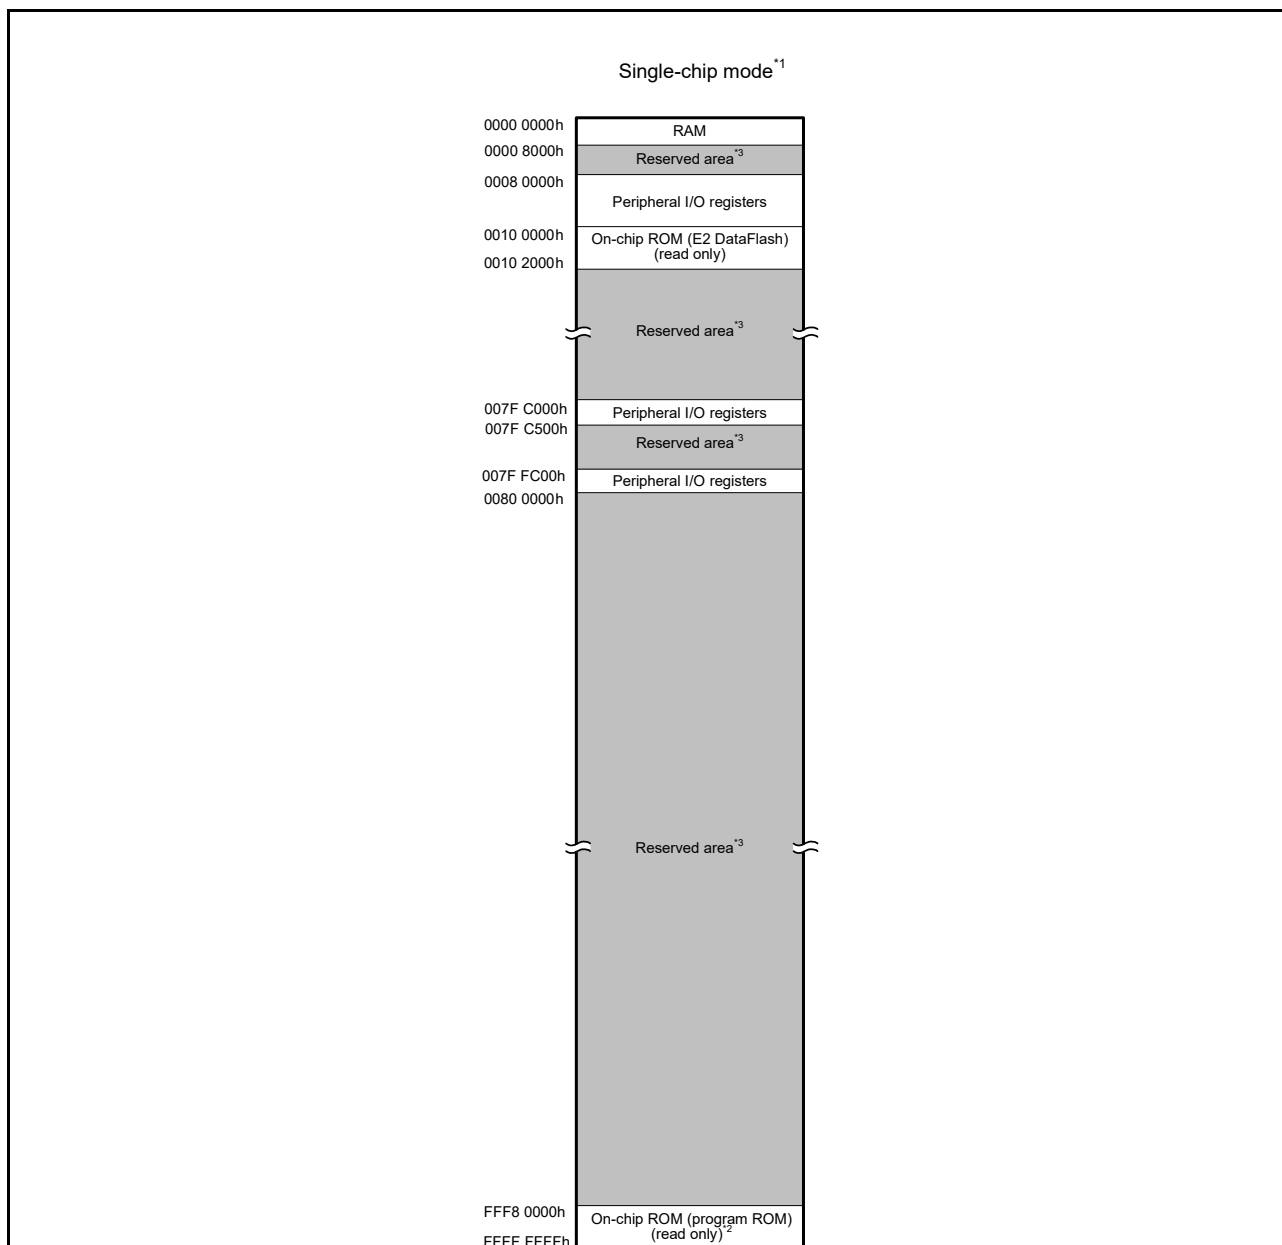 Single-chip mode*1
0000 0000h
RAM
0000 8000h
Reserved area*3
0008 0000h
Peripheral I/O registers
0010 0000h
On-chip ROM (E2 DataFlash)
(read only)
0010 2000h
Reserved area*3
007F C000h
Peripheral I/O registers
007F C500h
Reserved area*3
007F FC00h
Peripheral I/O registers
0080 0000h
Reserved area*3
FFF8 0000h
On-chip ROM (program ROM)
(read only)*2
FFFF FFFFh